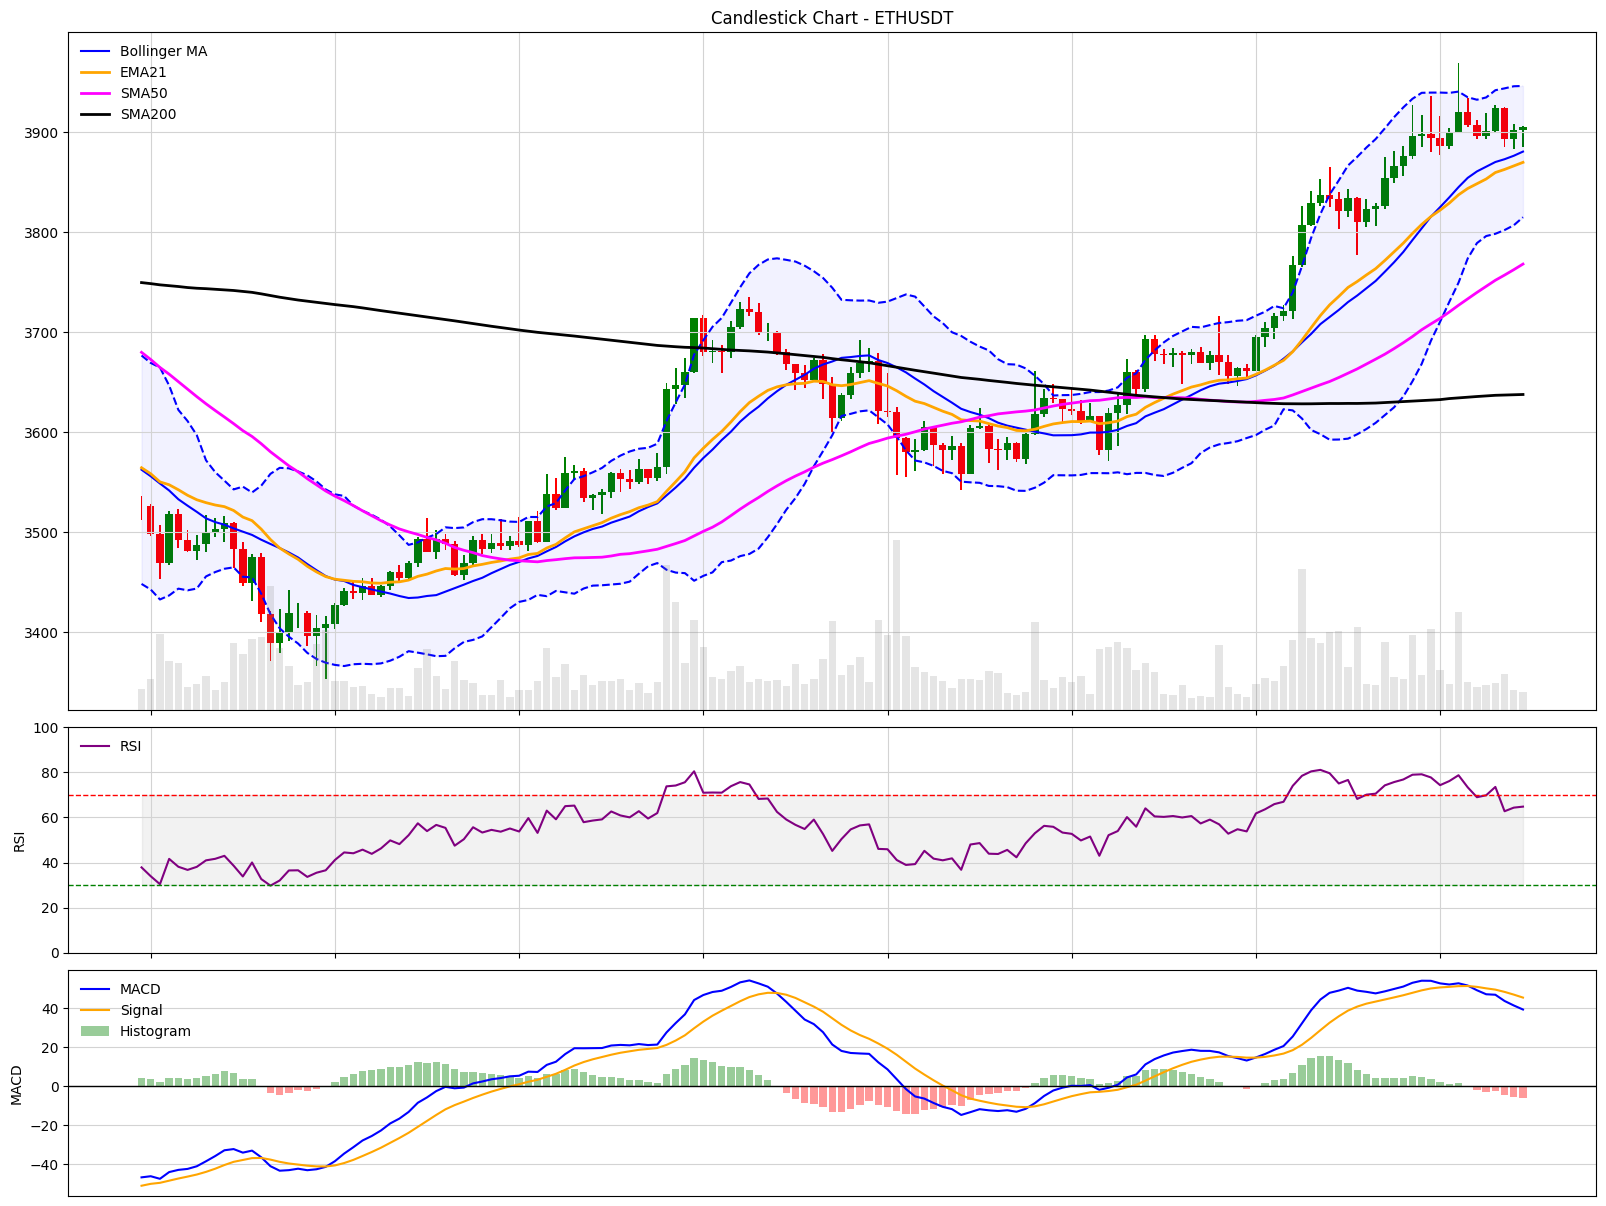 Candlestick Chart - ETHUSDT
Bollinger MA
EMA21
SMA50
SMA200
3900
3800
3700
3600
3500
3400
RSI
100
80
60
40
20
0
RSI
MACD
Signal
Histogram
40
20
0
−20
−40
MACD